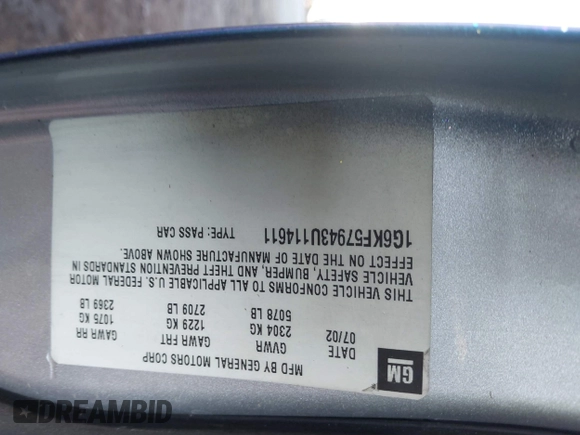 GM
MFD BY GENERAL MOTORS CORP
DATE GVWR GAWR FRT GAWR RR
07/02 2304 KG 1229 KG 1075 KG
5078 LB 2709 LB 2369 LB
THIS VEHICLE CONFORMS TO ALL APPLICABLE U.S. FEDERAL MOTOR
VEHICLE SAFETY, BUMPER, AND THEFT PREVENTION STANDARDS IN
EFFECT ON THE DATE OF MANUFACTURE SHOWN ABOVE.
1G6KF57943U114611 TYPE: PASS CAR
DREAMBID